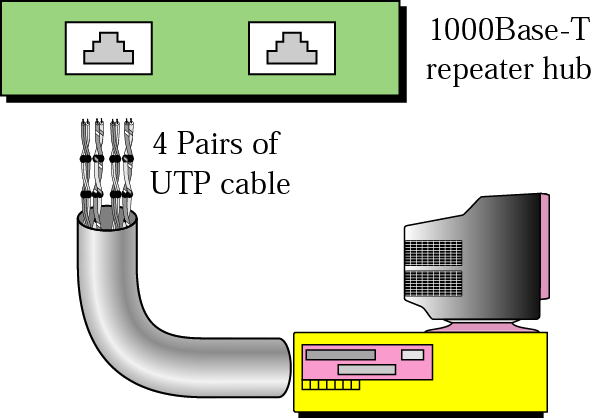 1000Base-T
repeater hub
4 Pairs of
UTP cable